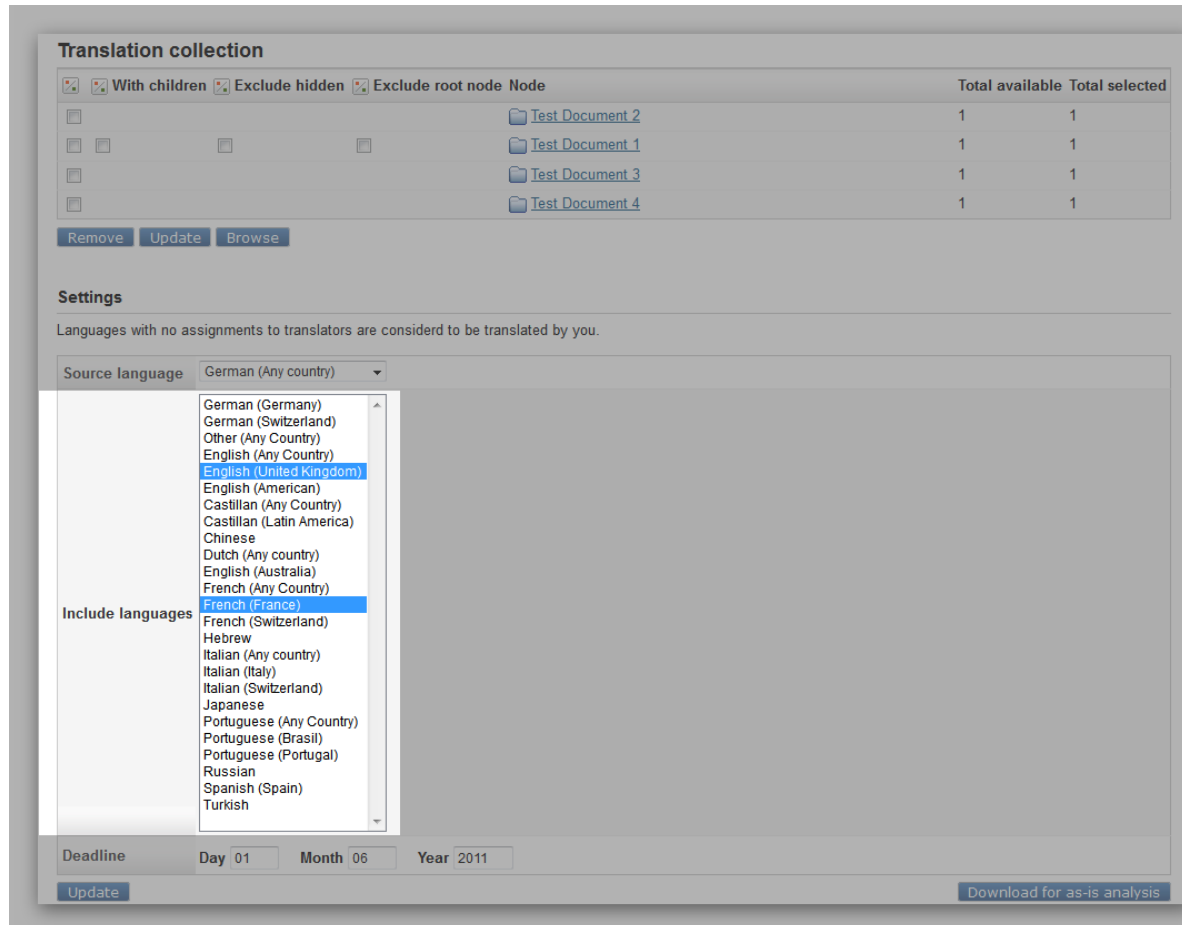 Translation collection
With children Exclude hidden Exclude root node Node Total available Total selected
Test Document 2 1 1
Test Document 1 1 1
Test Document 3 1 1
Test Document 4 1 1
Remove Update Browse
Settings
Languages with no assignments to translators are considerd to be translated by you.
Source language German (Any country)
German (Germany)
German (Switzerland)
Other (Any Country)
English (Any Country)
English (United Kingdom)
English (American)
Castillan (Any Country)
Castillan (Latin America)
Chinese
Dutch (Any country)
English (Australia)
French (Any Country)
Include languages French (France)
French (Switzerland)
Hebrew
Italian (Any country)
Italian (Italy)
Italian (Switzerland)
Japanese
Portuguese (Any Country)
Portuguese (Brasil)
Portuguese (Portugal)
Russian
Spanish (Spain)
Turkish
Deadline Day 01 Month 06 Year 2011
Update Download for as-is analysis